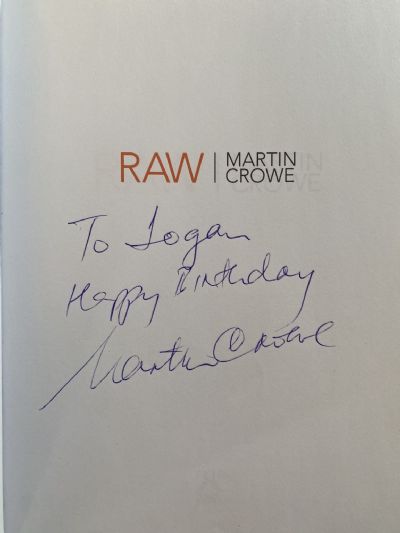 RAW | MARTIN CROWE
To Logan
Happy Birthday
Martin Crowe